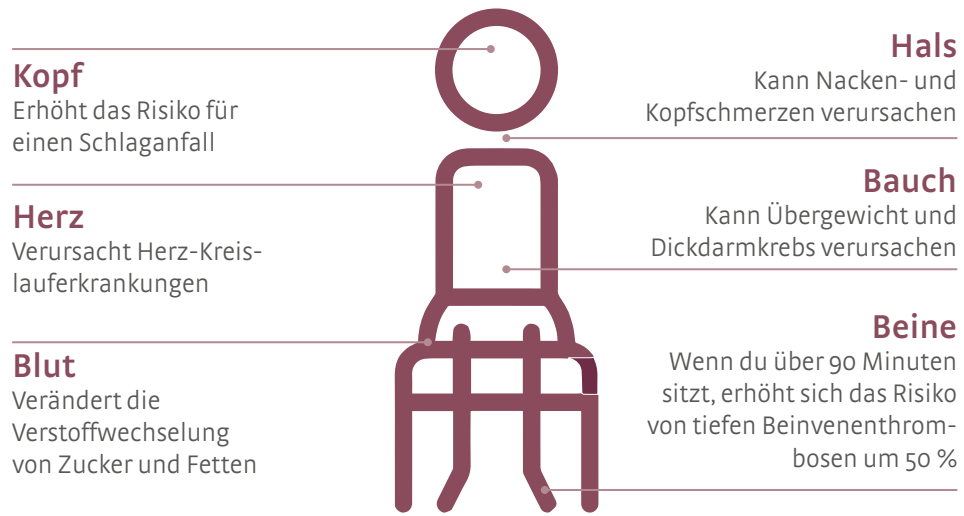 Kopf
Erhöht das Risiko für
einen Schlaganfall
Herz
Verursacht Herz-Kreis-
lauferkrankungen
Blut
Verändert die
Verstoffwechselung
von Zucker und Fetten
Hals
Kann Nacken- und
Kopfschmerzen verursachen
Bauch
Kann Übergewicht und
Dickdarmkrebs verursachen
Beine
Wenn du über 90 Minuten
sitzt, erhöht sich das Risiko
von tiefen Beinvenenthrom-
bosen um 50 %